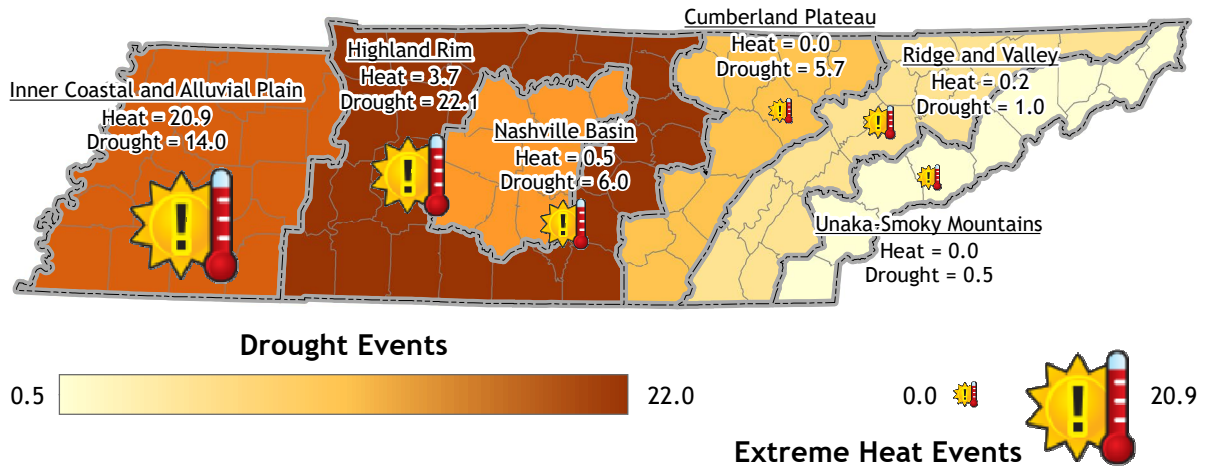 Cumberland Plateau
Heat = 0.0
Drought = 5.7
Highland Rim
Heat = 3.7
Drought = 22.1
Ridge and Valley
Heat = 0.2
Drought = 1.0
Inner Coastal and Alluvial Plain
Heat = 20.9
Drought = 14.0
Nashville Basin
Heat = 0.5
Drought = 6.0
Unaka-Smoky Mountains
Heat = 0.0
Drought = 0.5
Drought Events
0.5
22.0
0.0
20.9
Extreme Heat Events